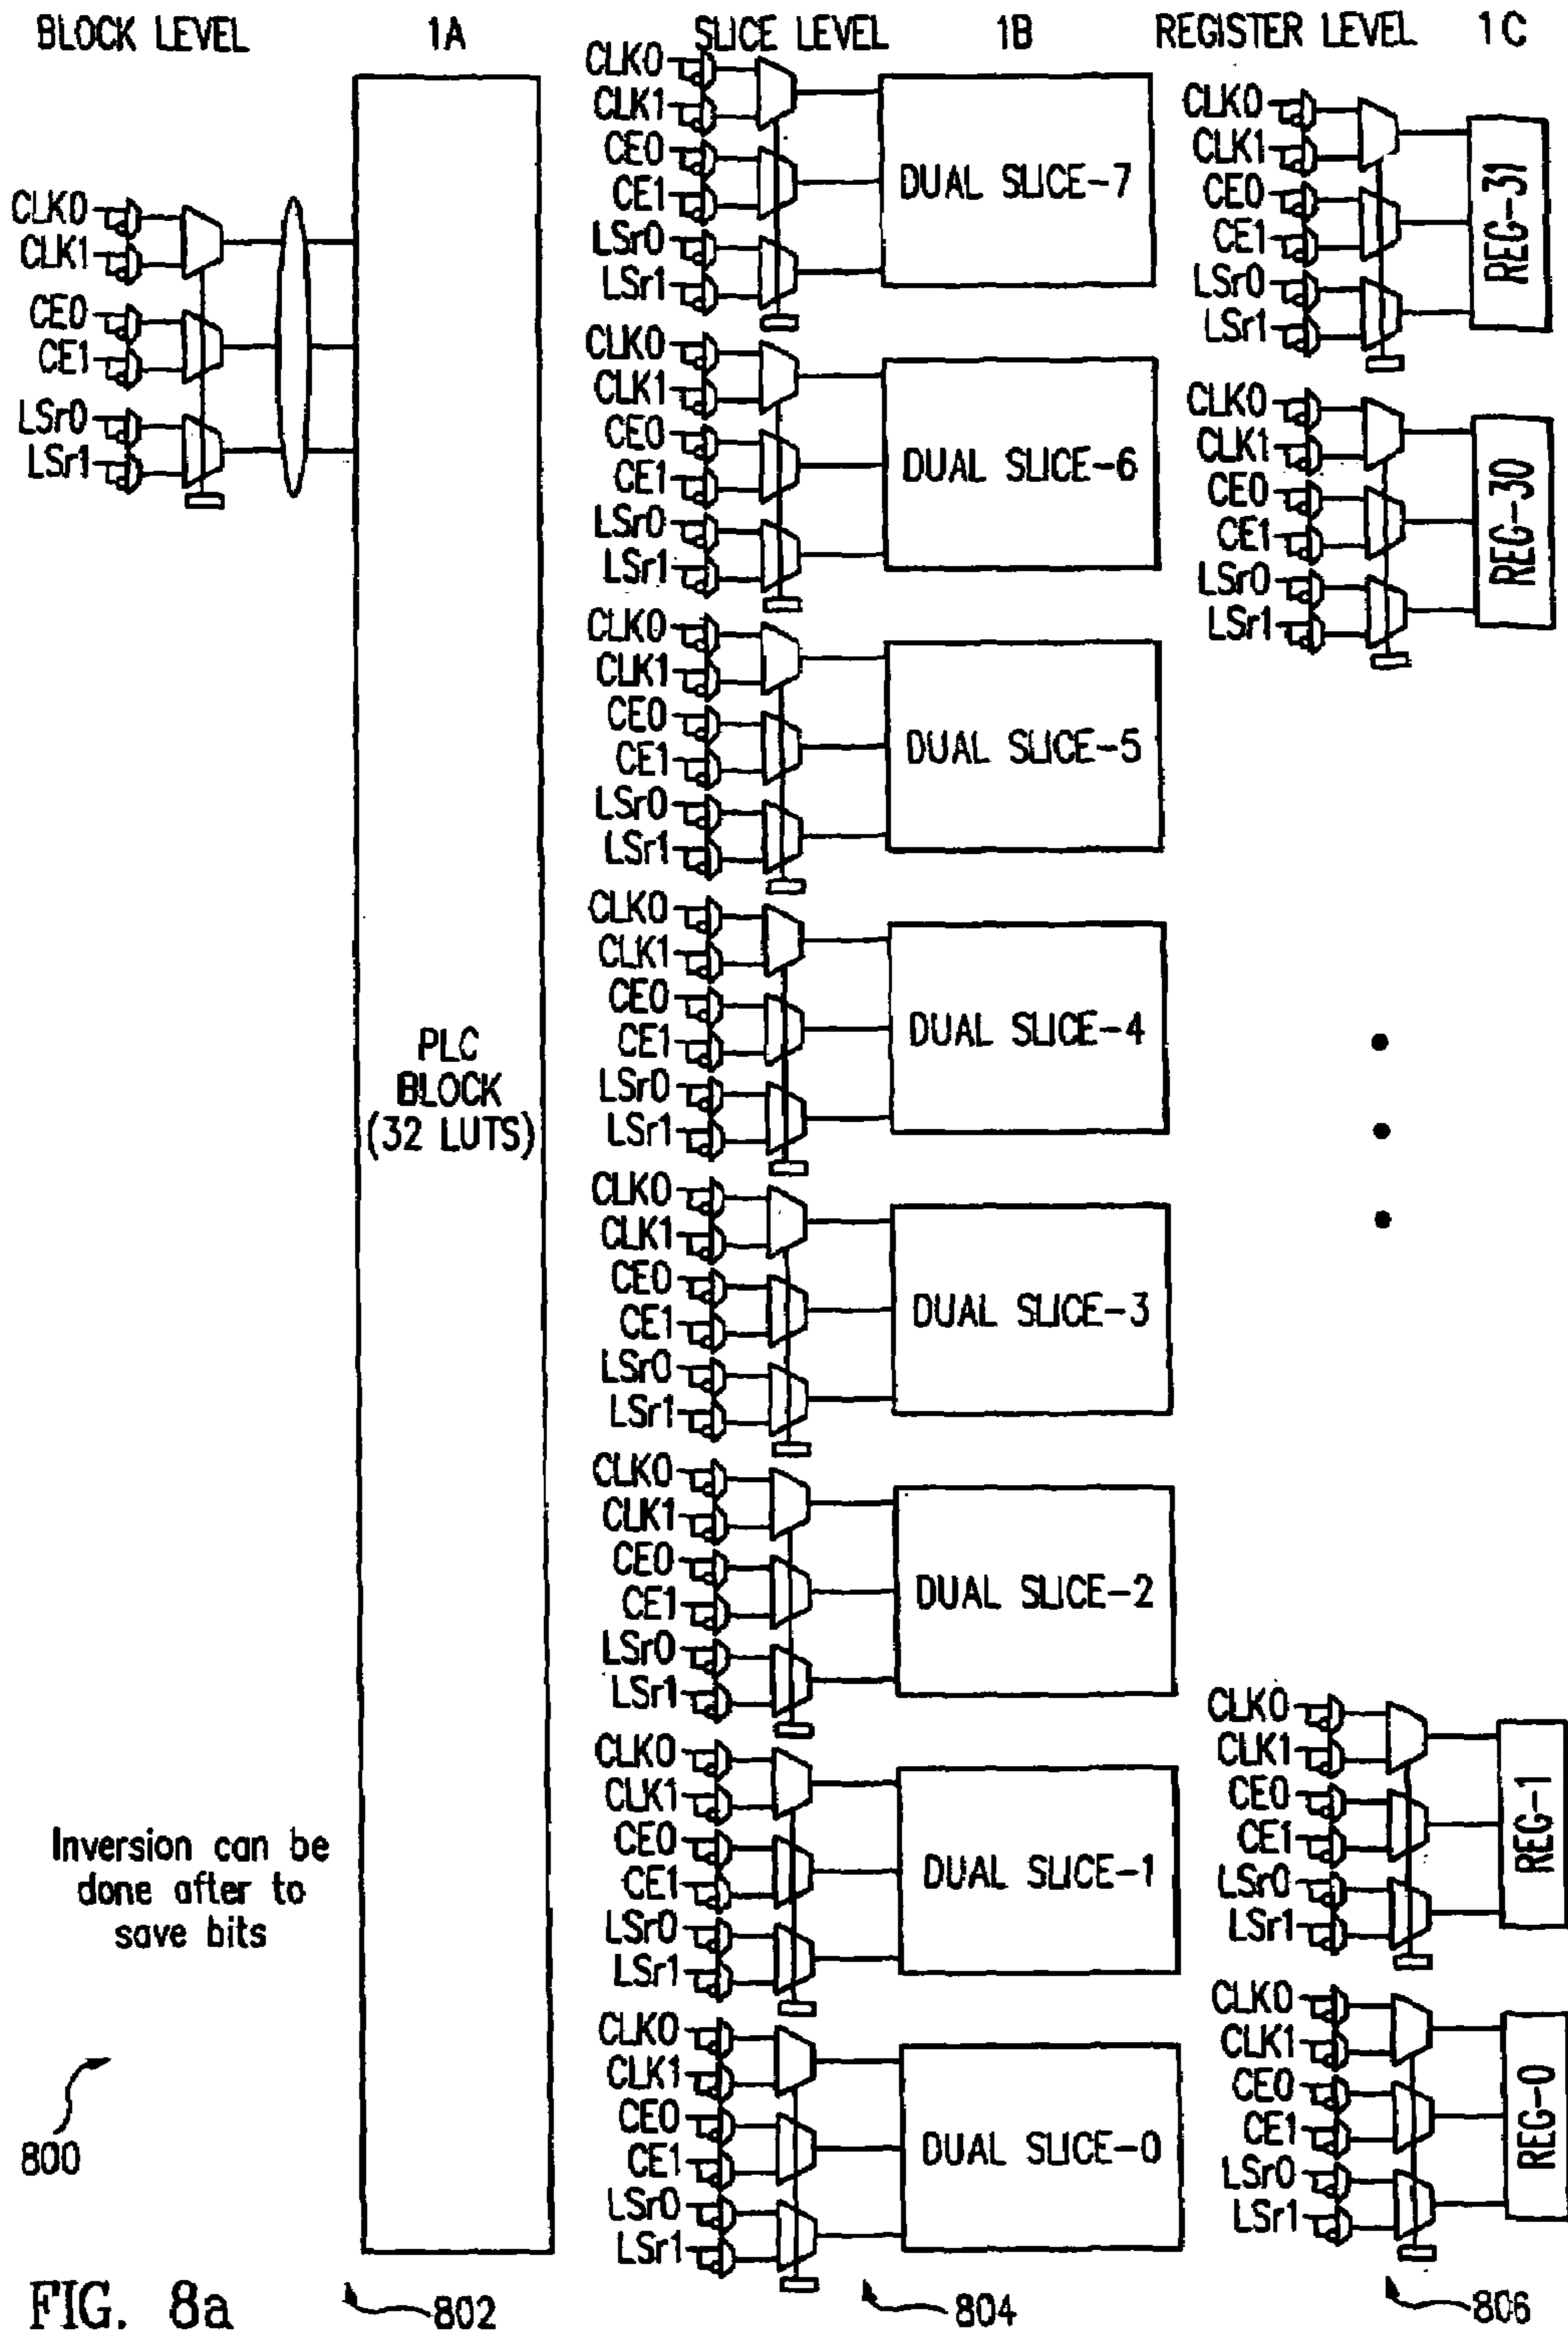 BLOCK LEVEL 1A
CLK0
CLK1
CE0
CE1
LSr0
LSr1
PLC
BLOCK
(32 LUTS)
Inversion can be
done after to
save bits
800
802
SLICE LEVEL 1B
CLK0
CLK1
CE0
CE1
LSr0
LSr1
DUAL SLICE-7
CLK0
CLK1
CE0
CE1
LSr0
LSr1
DUAL SLICE-6
CLK0
CLK1
CE0
CE1
LSr0
LSr1
DUAL SLICE-5
CLK0
CLK1
CE0
CE1
LSr0
LSr1
DUAL SLICE-4
CLK0
CLK1
CE0
CE1
LSr0
LSr1
DUAL SLICE-3
CLK0
CLK1
CE0
CE1
LSr0
LSr1
DUAL SLICE-2
CLK0
CLK1
CE0
CE1
LSr0
LSr1
DUAL SLICE-1
CLK0
CLK1
CE0
CE1
LSr0
LSr1
DUAL SLICE-0
804
REGISTER LEVEL 1C
CLK0
CLK1
CE0
CE1
LSr0
LSr1
REG-31
CLK0
CLK1
CE0
CE1
LSr0
LSr1
REG-30
CLK0
CLK1
CE0
CE1
LSr0
LSr1
REG-1
CLK0
CLK1
CE0
CE1
LSr0
LSr1
REG-0
806
FIG. 8a